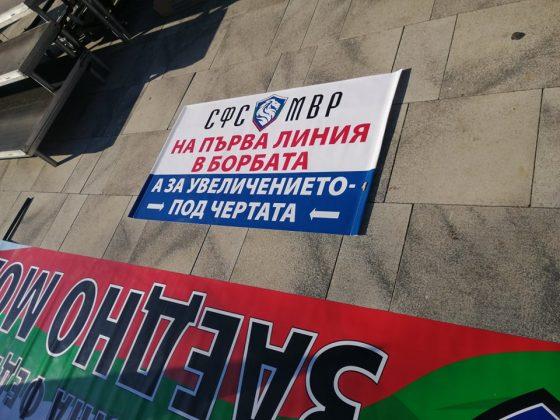 СФС МВР
НА ПЪРВА ЛИНИЯ
В БОРБАТА
А ЗА УВЕЛИЧЕНИЕТО-
→ ПОД ЧЕРТАТА ←
ЗАЕДНО